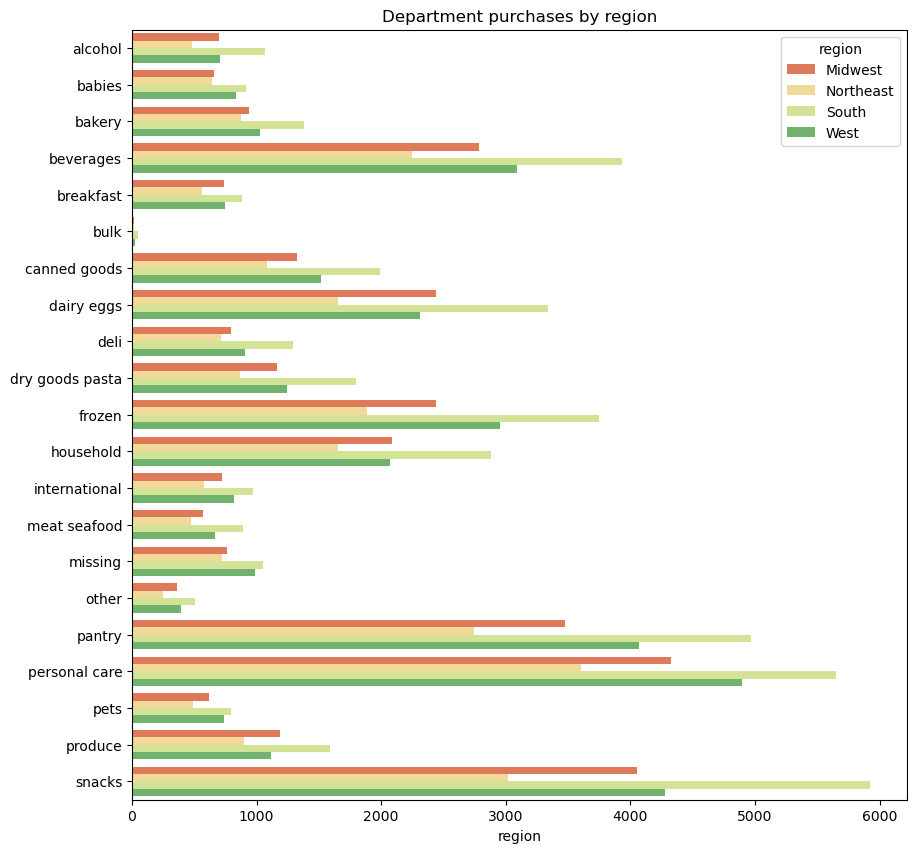 Department purchases by region
region
Midwest
Northeast
South
West
alcohol
babies
bakery
beverages
breakfast
bulk
canned goods
dairy eggs
deli
dry goods pasta
frozen
household
international
meat seafood
missing
other
pantry
personal care
pets
produce
snacks
0 1000 2000 3000 4000 5000 6000
region